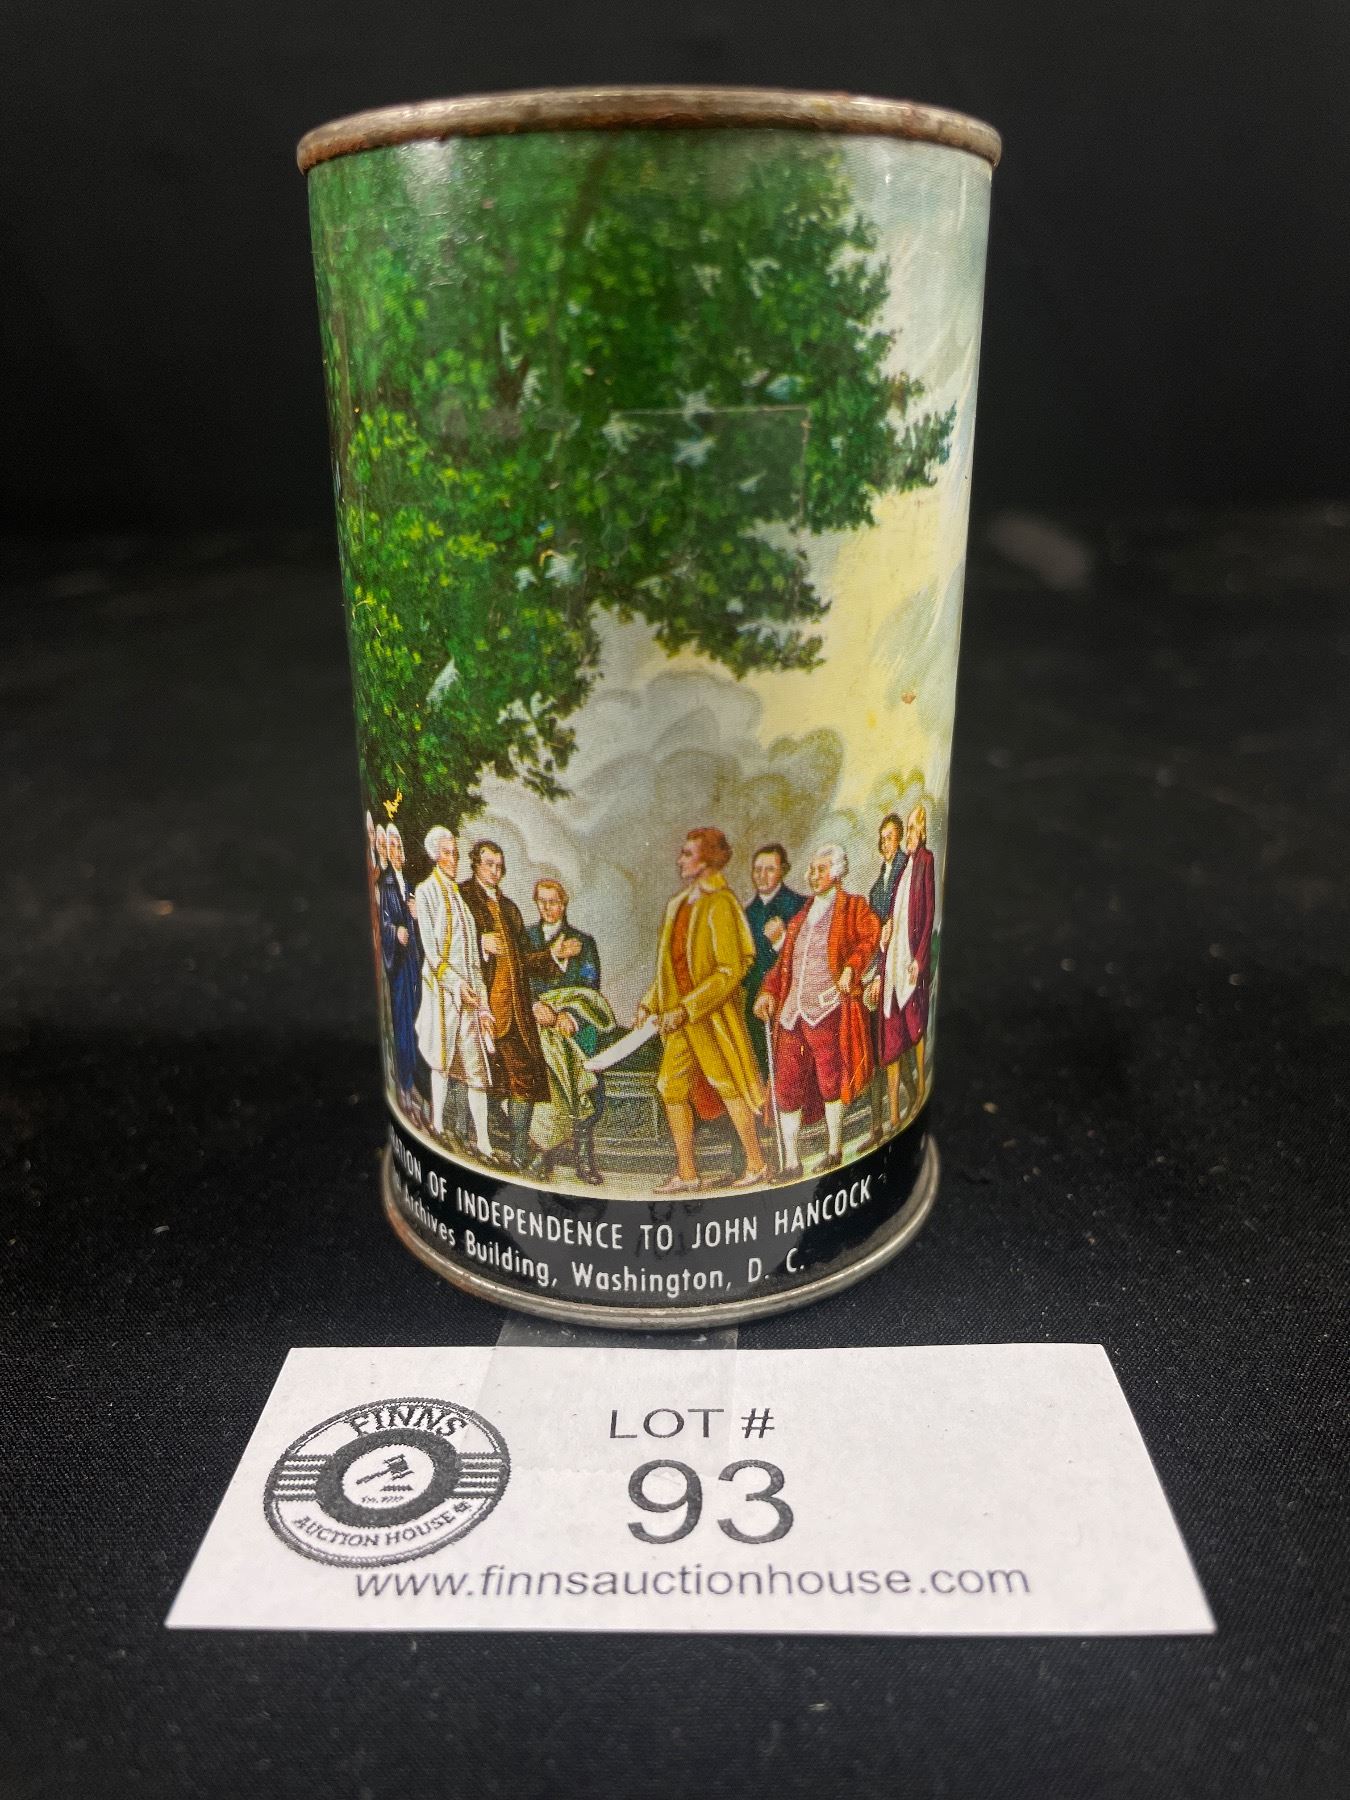 OF INDEPENDENCE TO JOHN HANCOCK
Archives Building, Washington, D. C.
FINNS
AUCTION HOUSE
LOT #
93
www.finnsauctionhouse.com